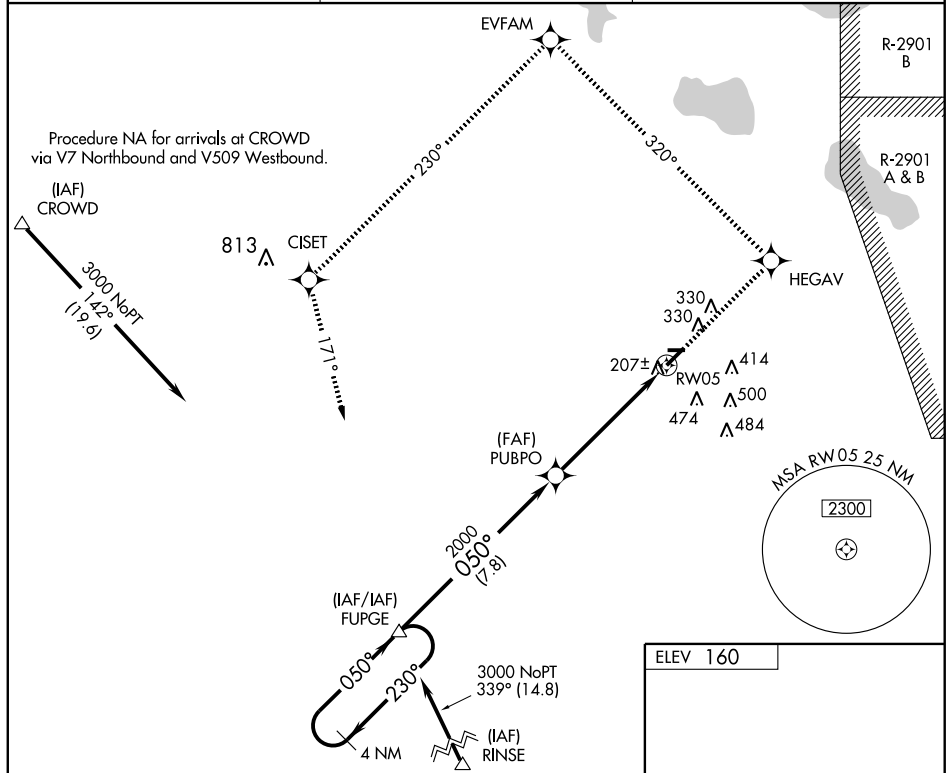 EVFAM
R-2901
B
Procedure NA for arrivals at CROWD
via V7 Northbound and V509 Westbound.
230°
320°
R-2901
A & B
(IAF)
CROWD
813
CISET
HEGAV
3000 NoPT
142°
(19.6)
171°
330
330
207±
RW05
414
474
500
484
(FAF)
PUBPO
MSA RW05 25 NM
2300
2000
050°
(7.8)
(IAF/IAF)
FUPGE
050°
230°
3000 NoPT
339° (14.8)
4 NM
(IAF)
RINSE
ELEV 160